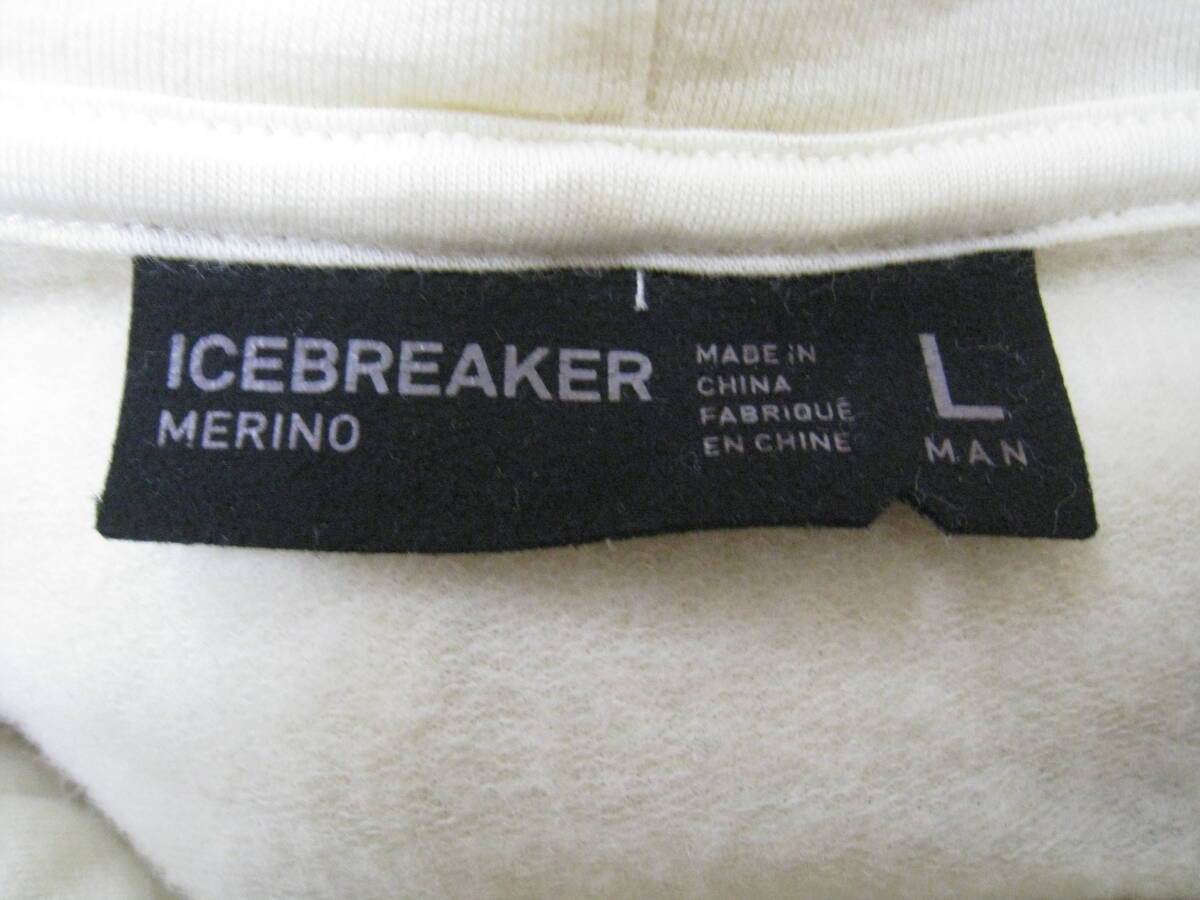 ICEBREAKER
MERINO
MADE IN
CHINA
FABRIQUÉ
EN CHINE
L
MAN